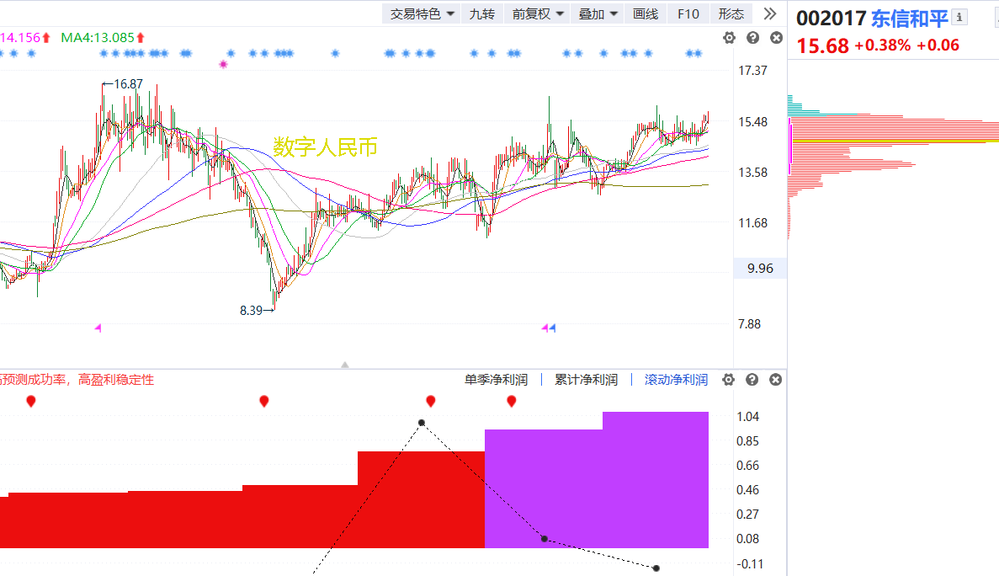 交易特色 九转 前复权 叠加 画线 F10 形态
002017 东信和平
15.68 +0.38% +0.06
14.156 MA4:13.085
17.37
16.87
15.48
数字人民币
13.58
11.68
9.96
8.39
7.88
预测成功率，高盈利稳定性 单季净利润 累计净利润 滚动净利润
1.04
0.85
0.66
0.46
0.27
0.08
-0.11